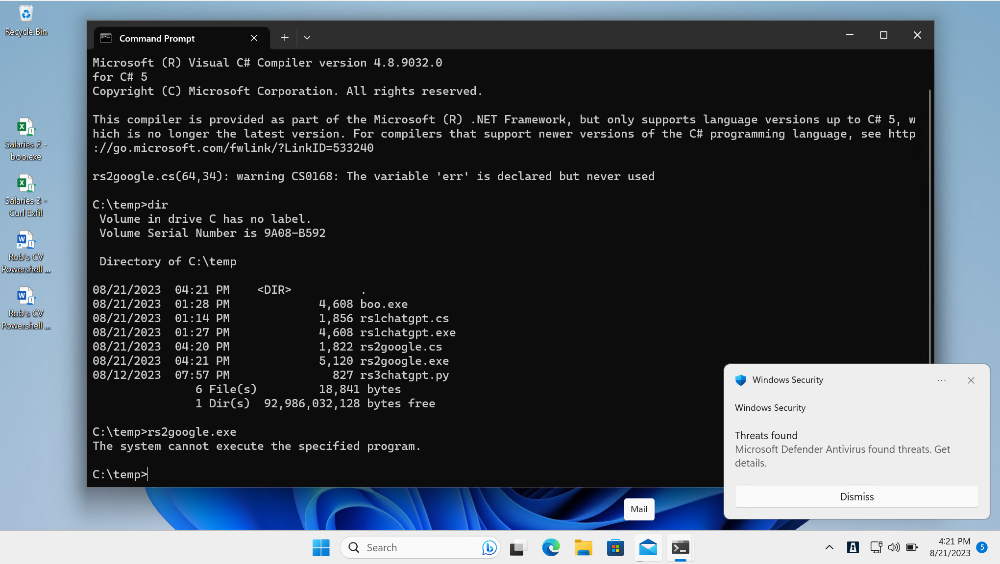 Recycle Bin
Salaries 2 -
boo.exe
Salaries 3 -
Curl Exfil
Rob's CV
Powershell ...
Rob's CV
Powershell ...
Command Prompt
Microsoft (R) Visual C# Compiler version 4.8.9032.0
for C# 5
Copyright (C) Microsoft Corporation. All rights reserved.
This compiler is provided as part of the Microsoft (R) .NET Framework, but only supports language versions up to C# 5, w
hich is no longer the latest version. For compilers that support newer versions of the C# programming language, see http
://go.microsoft.com/fwlink/?LinkID=533240
rs2google.cs(64,34): warning CS0168: The variable 'err' is declared but never used
C:\temp>dir
Volume in drive C has no label.
Volume Serial Number is 9A08-B592
Directory of C:\temp
08/21/2023  04:21 PM    <DIR>          .
08/21/2023  01:28 PM             4,608 boo.exe
08/21/2023  01:14 PM             1,856 rs1chatgpt.cs
08/21/2023  01:27 PM             4,608 rs1chatgpt.exe
08/21/2023  04:20 PM             1,822 rs2google.cs
08/21/2023  04:21 PM             5,120 rs2google.exe
08/12/2023  07:57 PM               827 rs3chatgpt.py
6 File(s)         18,841 bytes
1 Dir(s)  92,986,032,128 bytes free
C:\temp>rs2google.exe
The system cannot execute the specified program.
C:\temp>
Windows Security
Windows Security
Threats found
Microsoft Defender Antivirus found threats. Get
details.
Dismiss
Mail
Search
4:21 PM
8/21/2023
5